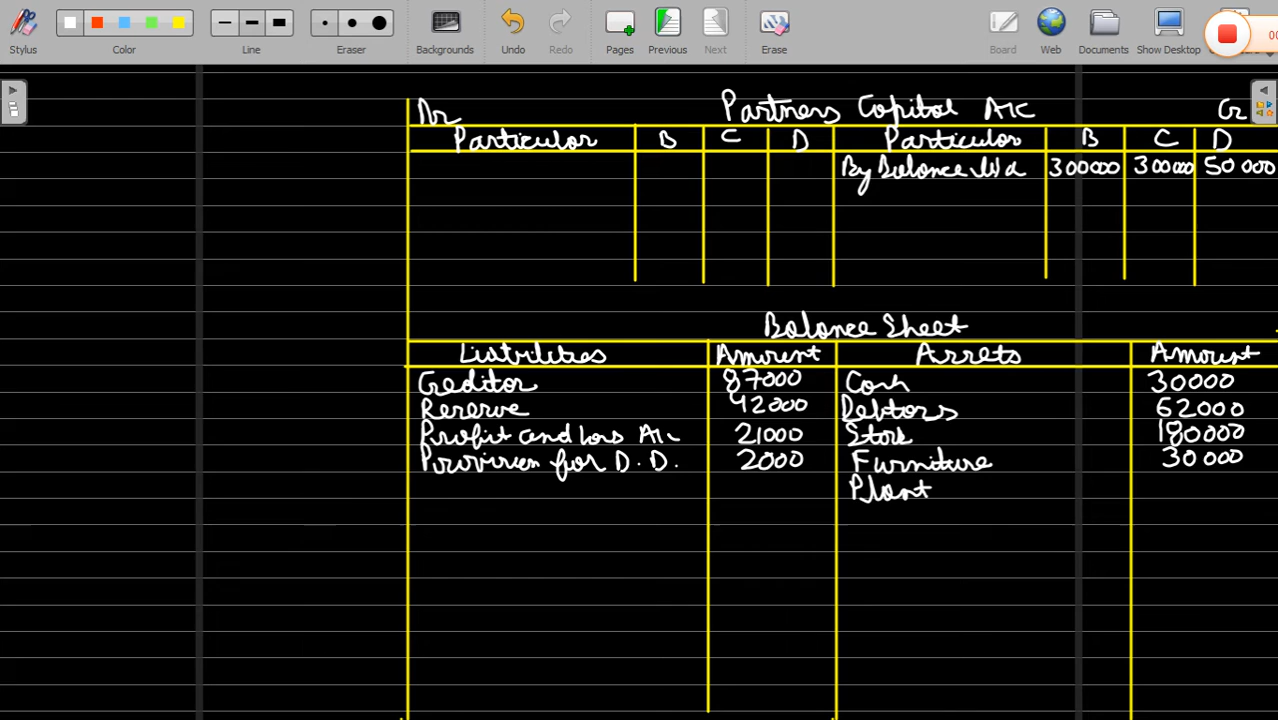 Stylus Color Line Eraser Backgrounds Undo Redo Pages Previous Next Erase Board Web Documents Show Desktop
Dr Partners Capital A/c Cr
Particular B C D Particular B C D
By Balance b/d 300000 300000 50000
Balance Sheet
Liabilities Amount Assets Amount
Creditor 87000 Cash 30000
Reserve 42000 Debtors 62000
Profit and Loss A/c 21000 Stock 180000
Provision for D.D. 2000 Furniture 30000
Plant